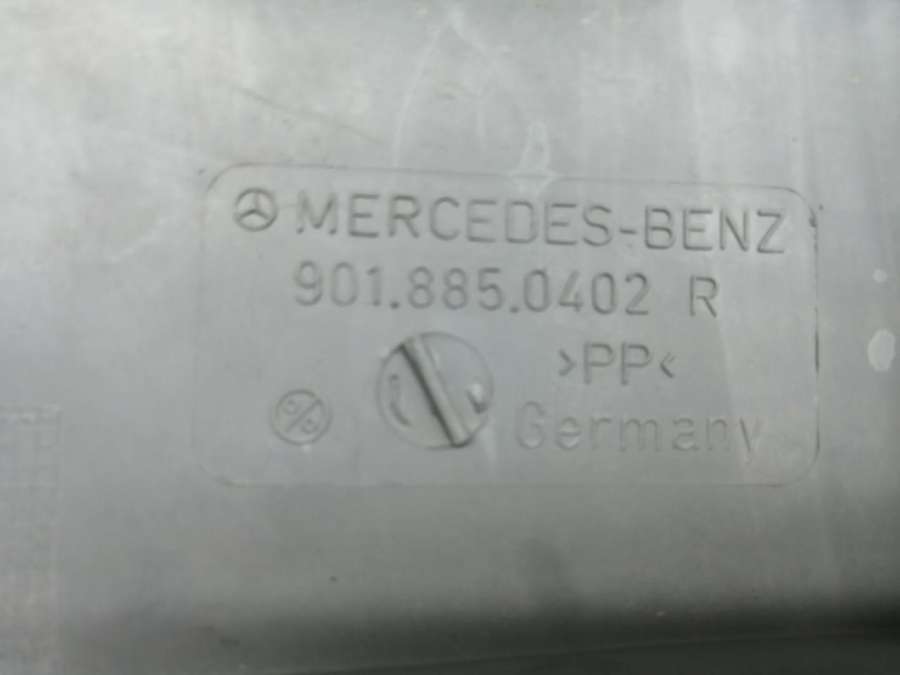 MERCEDES-BENZ
901.885.0402 R
>PP<
Germany